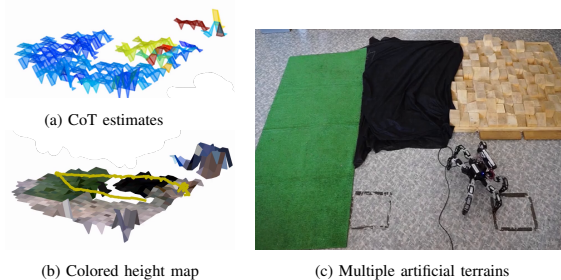 (a) CoT estimates
(b) Colored height map
(c) Multiple artificial terrains